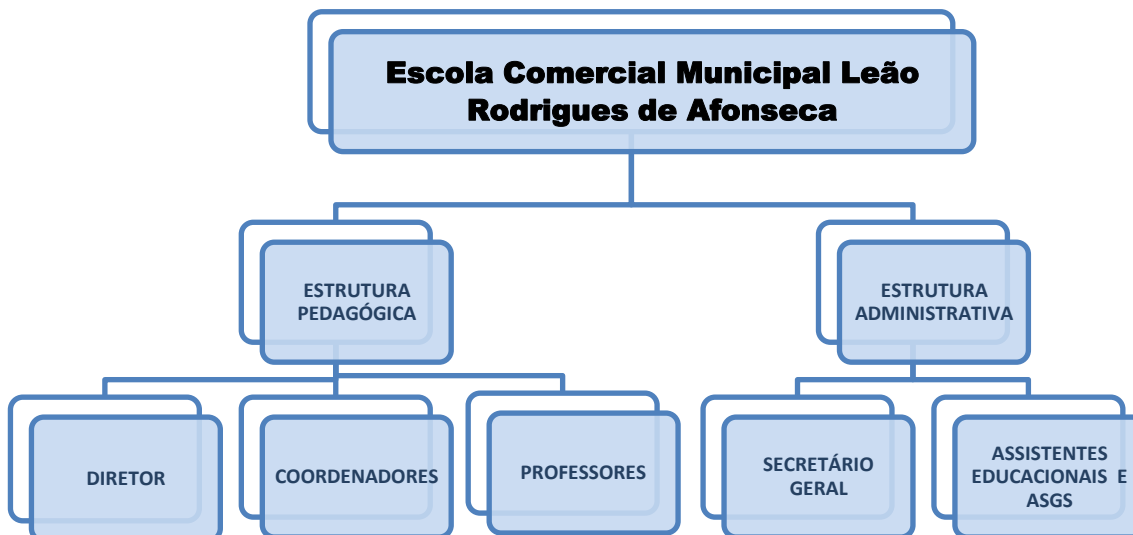 Escola Comercial Municipal Leão
Rodrigues de Afonseca
ESTRUTURA
PEDAGÓGICA
ESTRUTURA
ADMINISTRATIVA
DIRETOR
COORDENADORES
PROFESSORES
SECRETÁRIO
GERAL
ASSISTENTES
EDUCACIONAIS E
ASGS